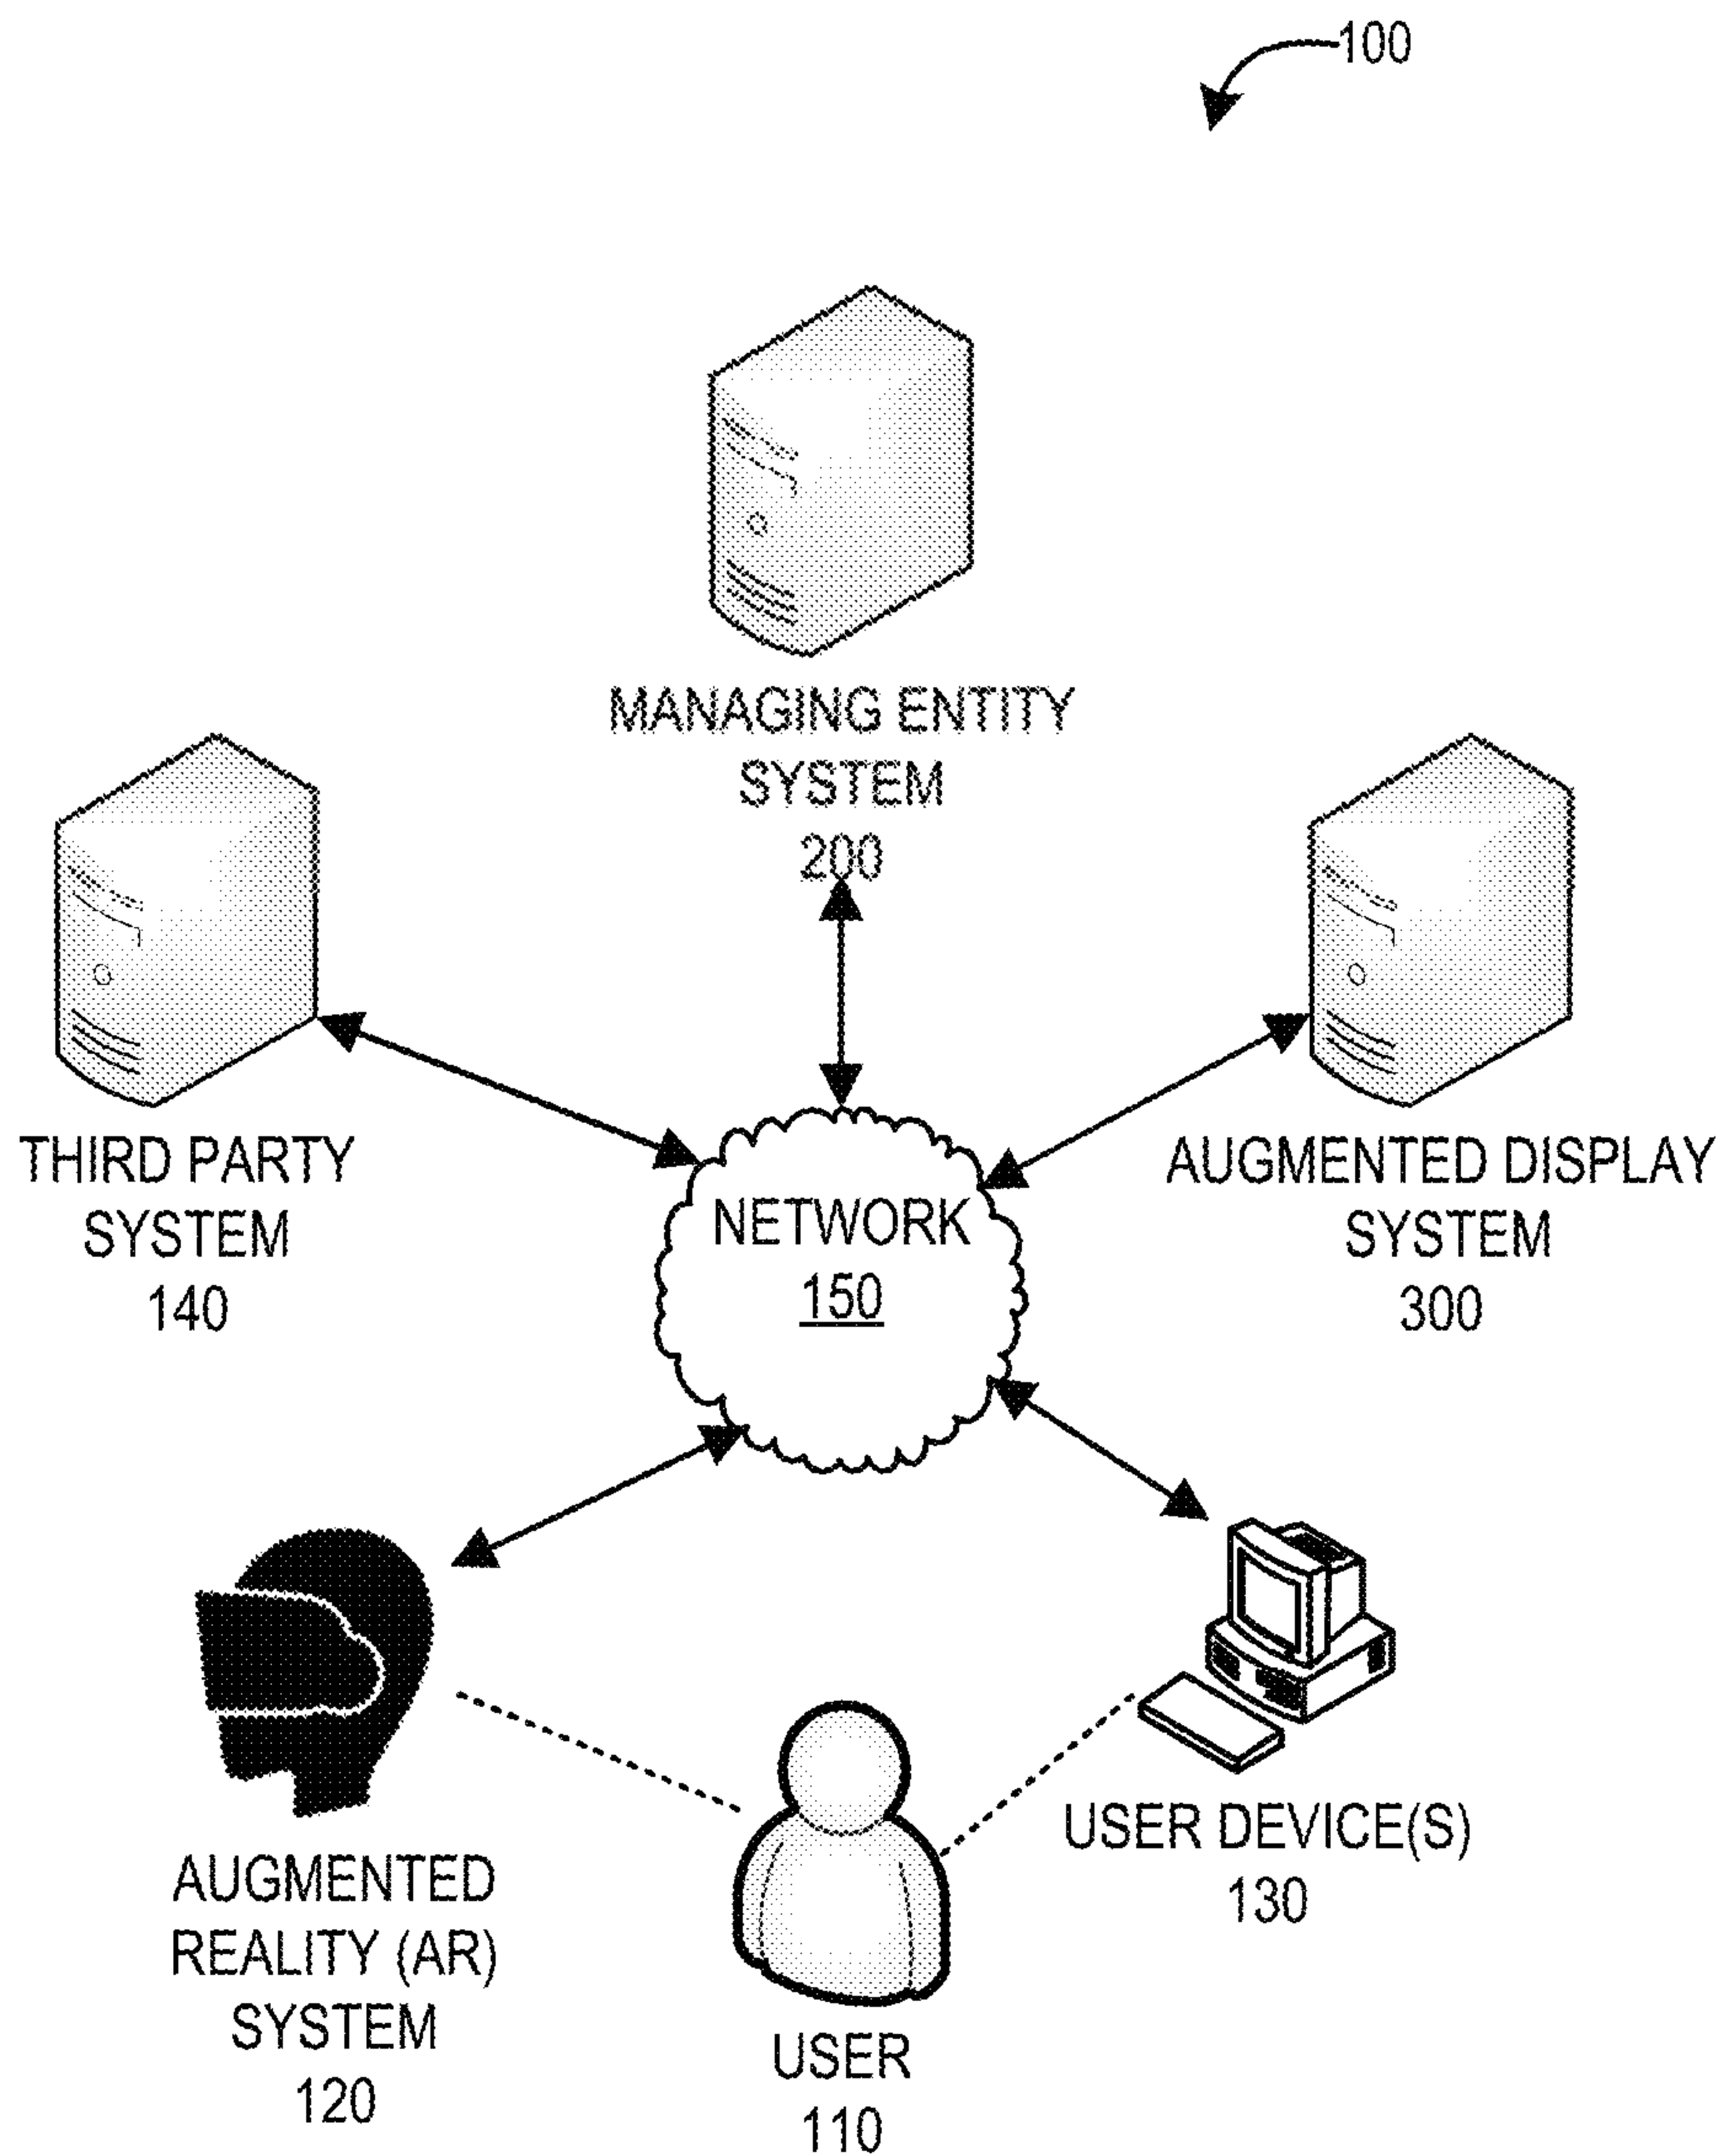 100
MANAGING ENTITY
SYSTEM
200
THIRD PARTY
SYSTEM
140
NETWORK
150
AUGMENTED DISPLAY
SYSTEM
300
AUGMENTED
REALITY (AR)
SYSTEM
120
USER
110
USER DEVICE(S)
130